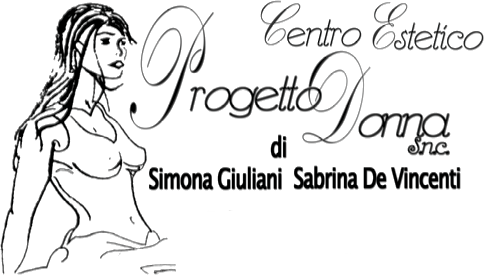 Centro Estetico
Progetto Donna
s.n.c.
di
Simona Giuliani Sabrina De Vincenti